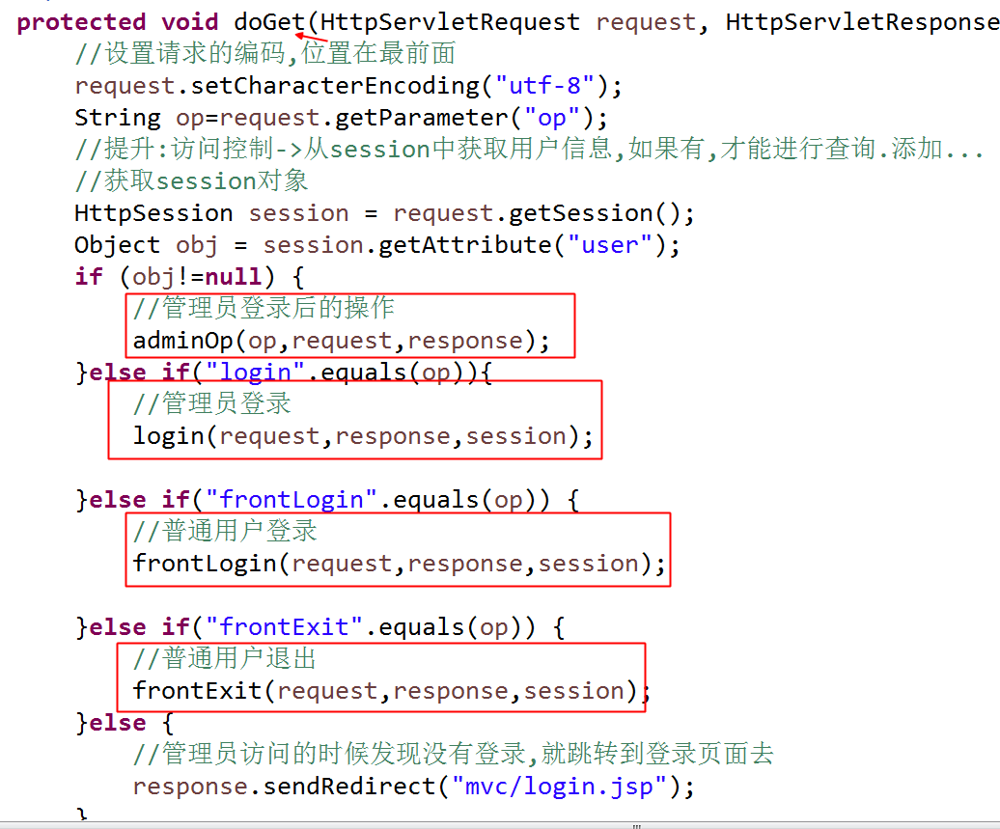 protected void doGet(HttpServletRequest request, HttpServletResponse
//设置请求的编码,位置在最前面
request.setCharacterEncoding("utf-8");
String op=request.getParameter("op");
//提升:访问控制->从session中获取用户信息,如果有,才能进行查询.添加...
//获取session对象
HttpSession session = request.getSession();
Object obj = session.getAttribute("user");
if (obj!=null) {
//管理员登录后的操作
adminOp(op,request,response);
}else if("login".equals(op)){
//管理员登录
login(request,response,session);
}else if("frontLogin".equals(op)) {
//普通用户登录
frontLogin(request,response,session);
}else if("frontExit".equals(op)) {
//普通用户退出
frontExit(request,response,session);
}else {
//管理员访问的时候发现没有登录,就跳转到登录页面去
response.sendRedirect("mvc/login.jsp");
}